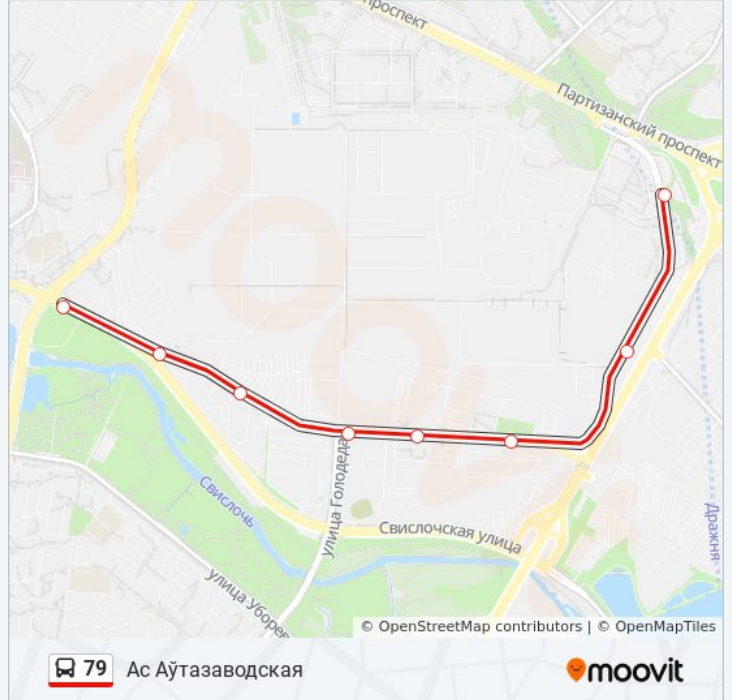 проспект
Партизанский проспект
улица Голодеда
Свислочь
Свислочская улица
Дражня
улица Уборев
© OpenStreetMap contributors | © OpenMapTiles
79 Ас Аўтазаводская
moovit